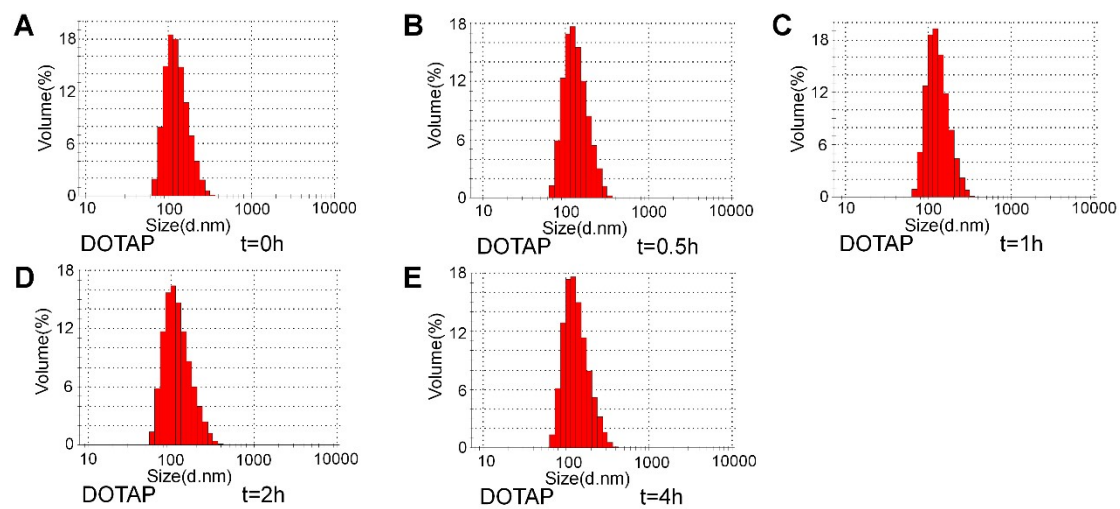 A
Volume(%)
18
12
6
0
10 100 1000 10000
Size(d.nm)
DOTAP t=0h
B
Volume(%)
18
12
6
0
10 100 1000 10000
Size(d.nm)
DOTAP t=0.5h
C
Volume(%)
18
12
6
0
10 100 1000 10000
Size(d.nm)
DOTAP t=1h
D
Volume(%)
18
12
6
0
10 100 1000 10000
Size(d.nm)
DOTAP t=2h
E
Volume(%)
18
12
6
0
10 100 1000 10000
Size(d.nm)
DOTAP t=4h